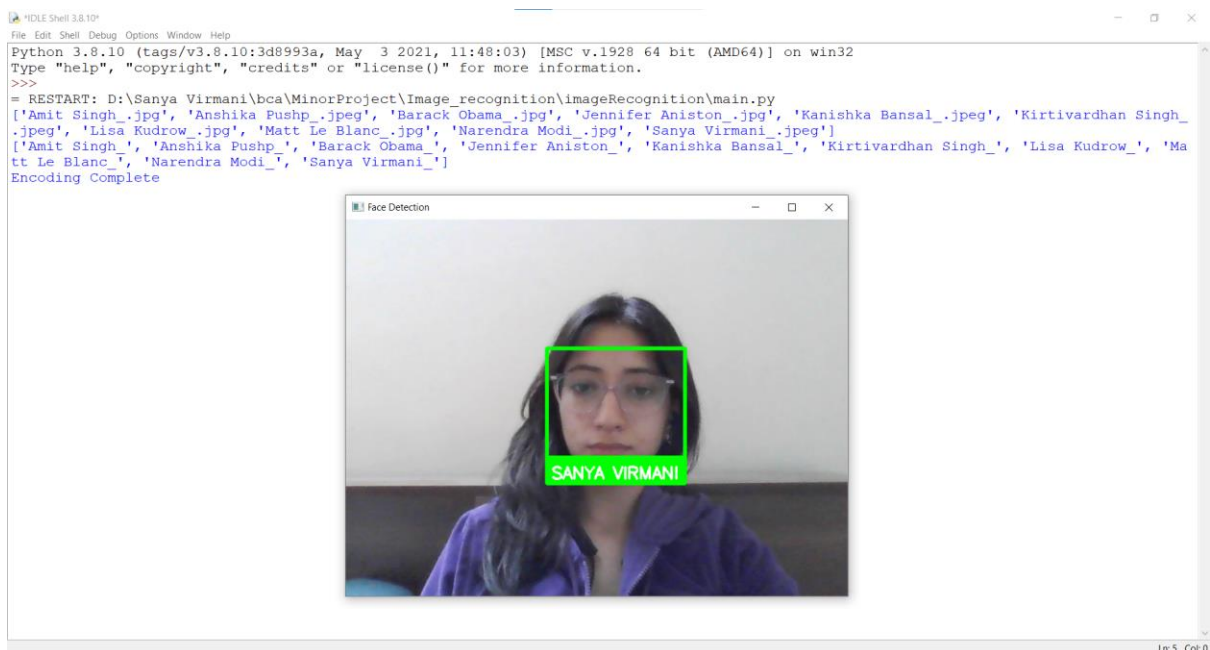 *IDLE Shell 3.8.10*
File Edit Shell Debug Options Window Help
Python 3.8.10 (tags/v3.8.10:3d8993a, May  3 2021, 11:48:03) [MSC v.1928 64 bit (AMD64)] on win32
Type "help", "copyright", "credits" or "license()" for more information.
>>>
= RESTART: D:\Sanya Virmani\bca\MinorProject\Image_recognition\imageRecognition\main.py
['Amit Singh_.jpg', 'Anshika Pushp_.jpeg', 'Barack Obama_.jpg', 'Jennifer Aniston_.jpg', 'Kanishka Bansal_.jpeg', 'Kirtivardhan Singh_
.jpeg', 'Lisa Kudrow_.jpg', 'Matt Le Blanc_.jpg', 'Narendra Modi_.jpg', 'Sanya Virmani_.jpeg']
['Amit Singh_', 'Anshika Pushp_', 'Barack Obama_', 'Jennifer Aniston_', 'Kanishka Bansal_', 'Kirtivardhan Singh_', 'Lisa Kudrow_', 'Ma
tt Le Blanc_', 'Narendra Modi_', 'Sanya Virmani_']
Encoding Complete
Face Detection
SANYA VIRMANI
Ln: 5 Col: 0